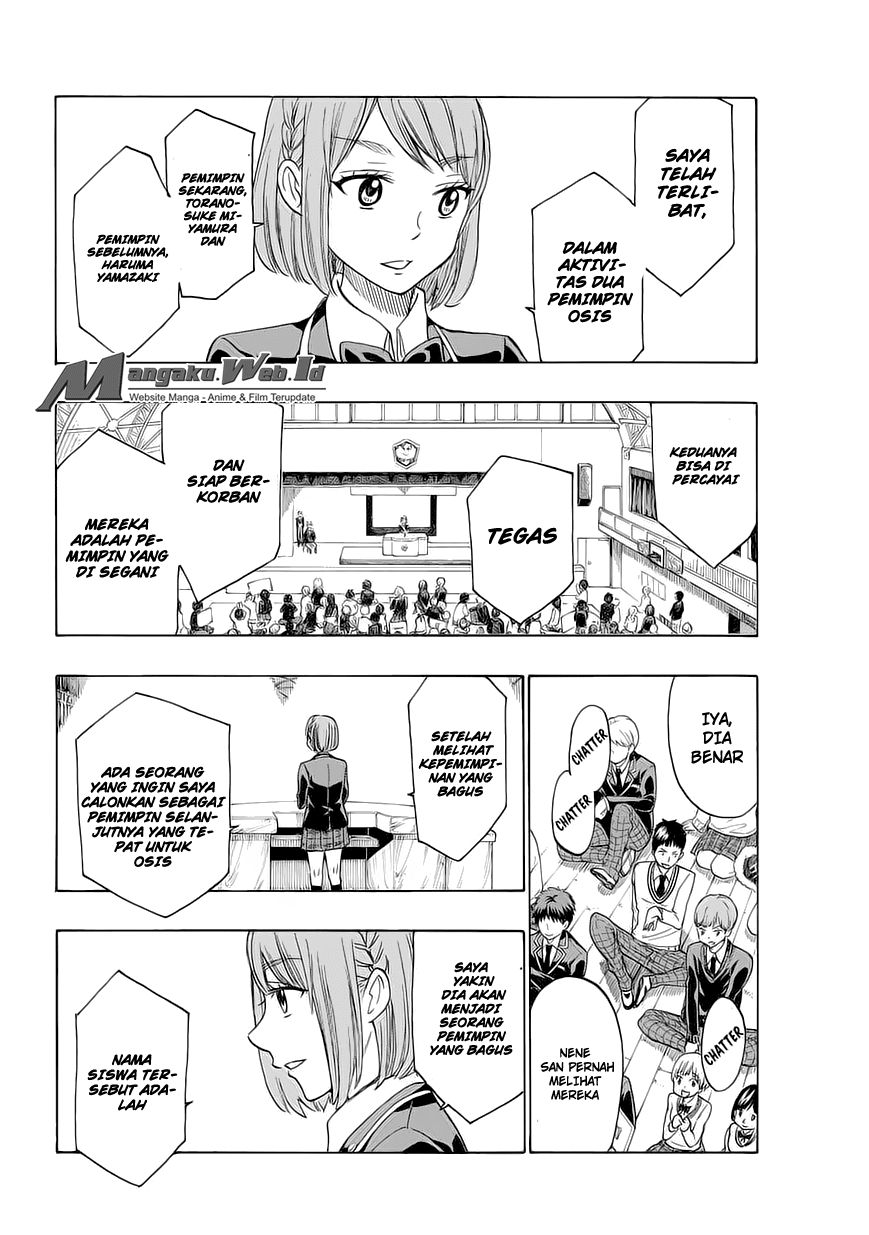 SAYA
TELAH
TERLI-
BAT,
DALAM
AKTIVI-
TAS DUA
PEMIMPIN
OSIS
PEMIMPIN
SEKARANG,
TORANO-
SUKE MI-
YAMURA
DAN
PEMIMPIN
SEBELUMNYA,
HARUMA
YAMAZAKI
Mangaku.Web.Id
Website Manga - Anime & Film Terupdate
KEDUANYA
BISA DI
PERCAYAI
TEGAS
DAN
SIAP BER-
KORBAN
MEREKA
ADALAH PE-
MIMPIN YANG
DI SEGANI
IYA,
DIA
BENAR
CHATTER
CHATTER
CHATTER
NENE
SAN PERNAH
MELIHAT
MEREKA
SETELAH
MELIHAT
KEPEMIMPI-
NAN YANG
BAGUS
ADA SEORANG
YANG INGIN SAYA
CALONKAN SEBAGAI
PEMIMPIN SELAN-
JUTNYA YANG TE-
PAT UNTUK
OSIS
SAYA
YAKIN
DIA AKAN
MENJADI
SEORANG
PEMIMPIN
YANG BAGUS
NAMA
SISWA TER-
SEBUT ADA-
LAH